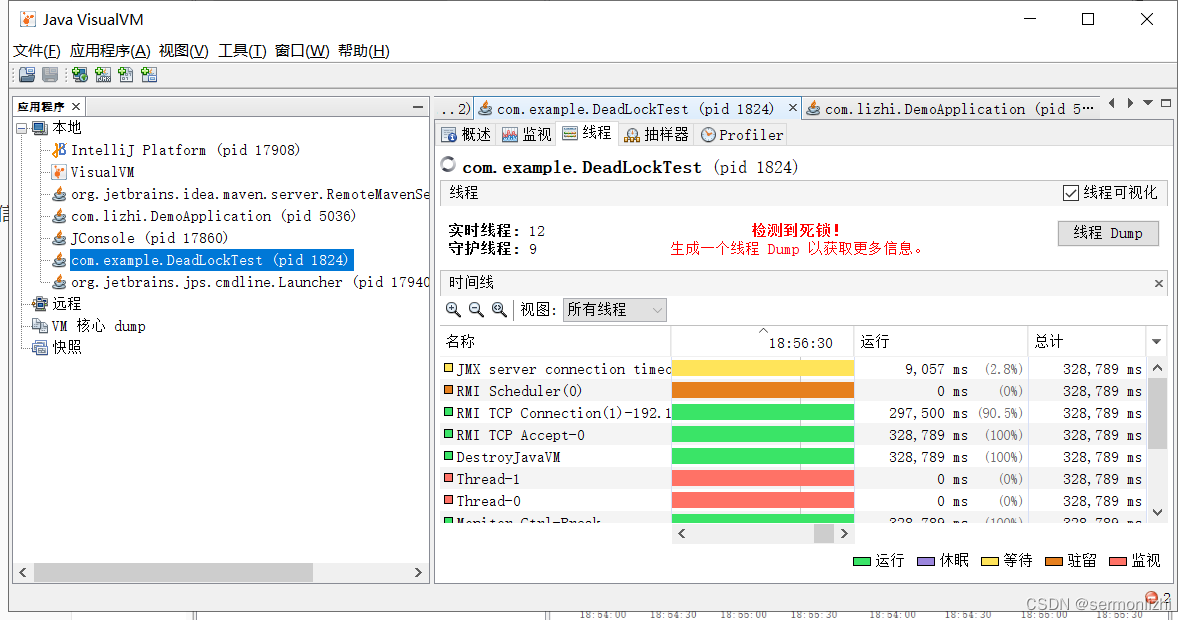 Java VisualVM
文件(F) 应用程序(A) 视图(V) 工具(T) 窗口(W) 帮助(H)
应用程序
本地
IntelliJ Platform (pid 17908)
VisualVM
org.jetbrains.idea.maven.server.RemoteMavenSe
com.lizhi.DemoApplication (pid 5036)
JConsole (pid 17860)
com.example.DeadLockTest (pid 1824)
org.jetbrains.jps.cmdline.Launcher (pid 17940
远程
VM 核心 dump
快照
..2) com.example.DeadLockTest (pid 1824) com.lizhi.DemoApplication (pid 5...
概述 监视 线程 抽样器 Profiler
com.example.DeadLockTest (pid 1824)
线程 线程可视化
实时线程: 12
守护线程: 9
检测到死锁!
生成一个线程 Dump 以获取更多信息。
线程 Dump
时间线
视图: 所有线程
名称 18:56:30 运行 总计
JMX server connection timeo 9,057 ms (2.8%) 328,789 ms
RMI Scheduler(0) 0 ms (0%) 328,789 ms
RMI TCP Connection(1)-192.1 297,500 ms (90.5%) 328,789 ms
RMI TCP Accept-0 328,789 ms (100%) 328,789 ms
DestroyJavaVM 328,789 ms (100%) 328,789 ms
Thread-1 0 ms (0%) 328,789 ms
Thread-0 0 ms (0%) 328,789 ms
Monitor Ctrl-Break 328,789 ms (100%) 328,789 ms
运行 休眠 等待 驻留 监视
2
CSDN @sermonlizhi
18:54:00 18:54:30 18:55:00 18:55:30 18:54:00 18:54:30 18:55:00 18:55:30